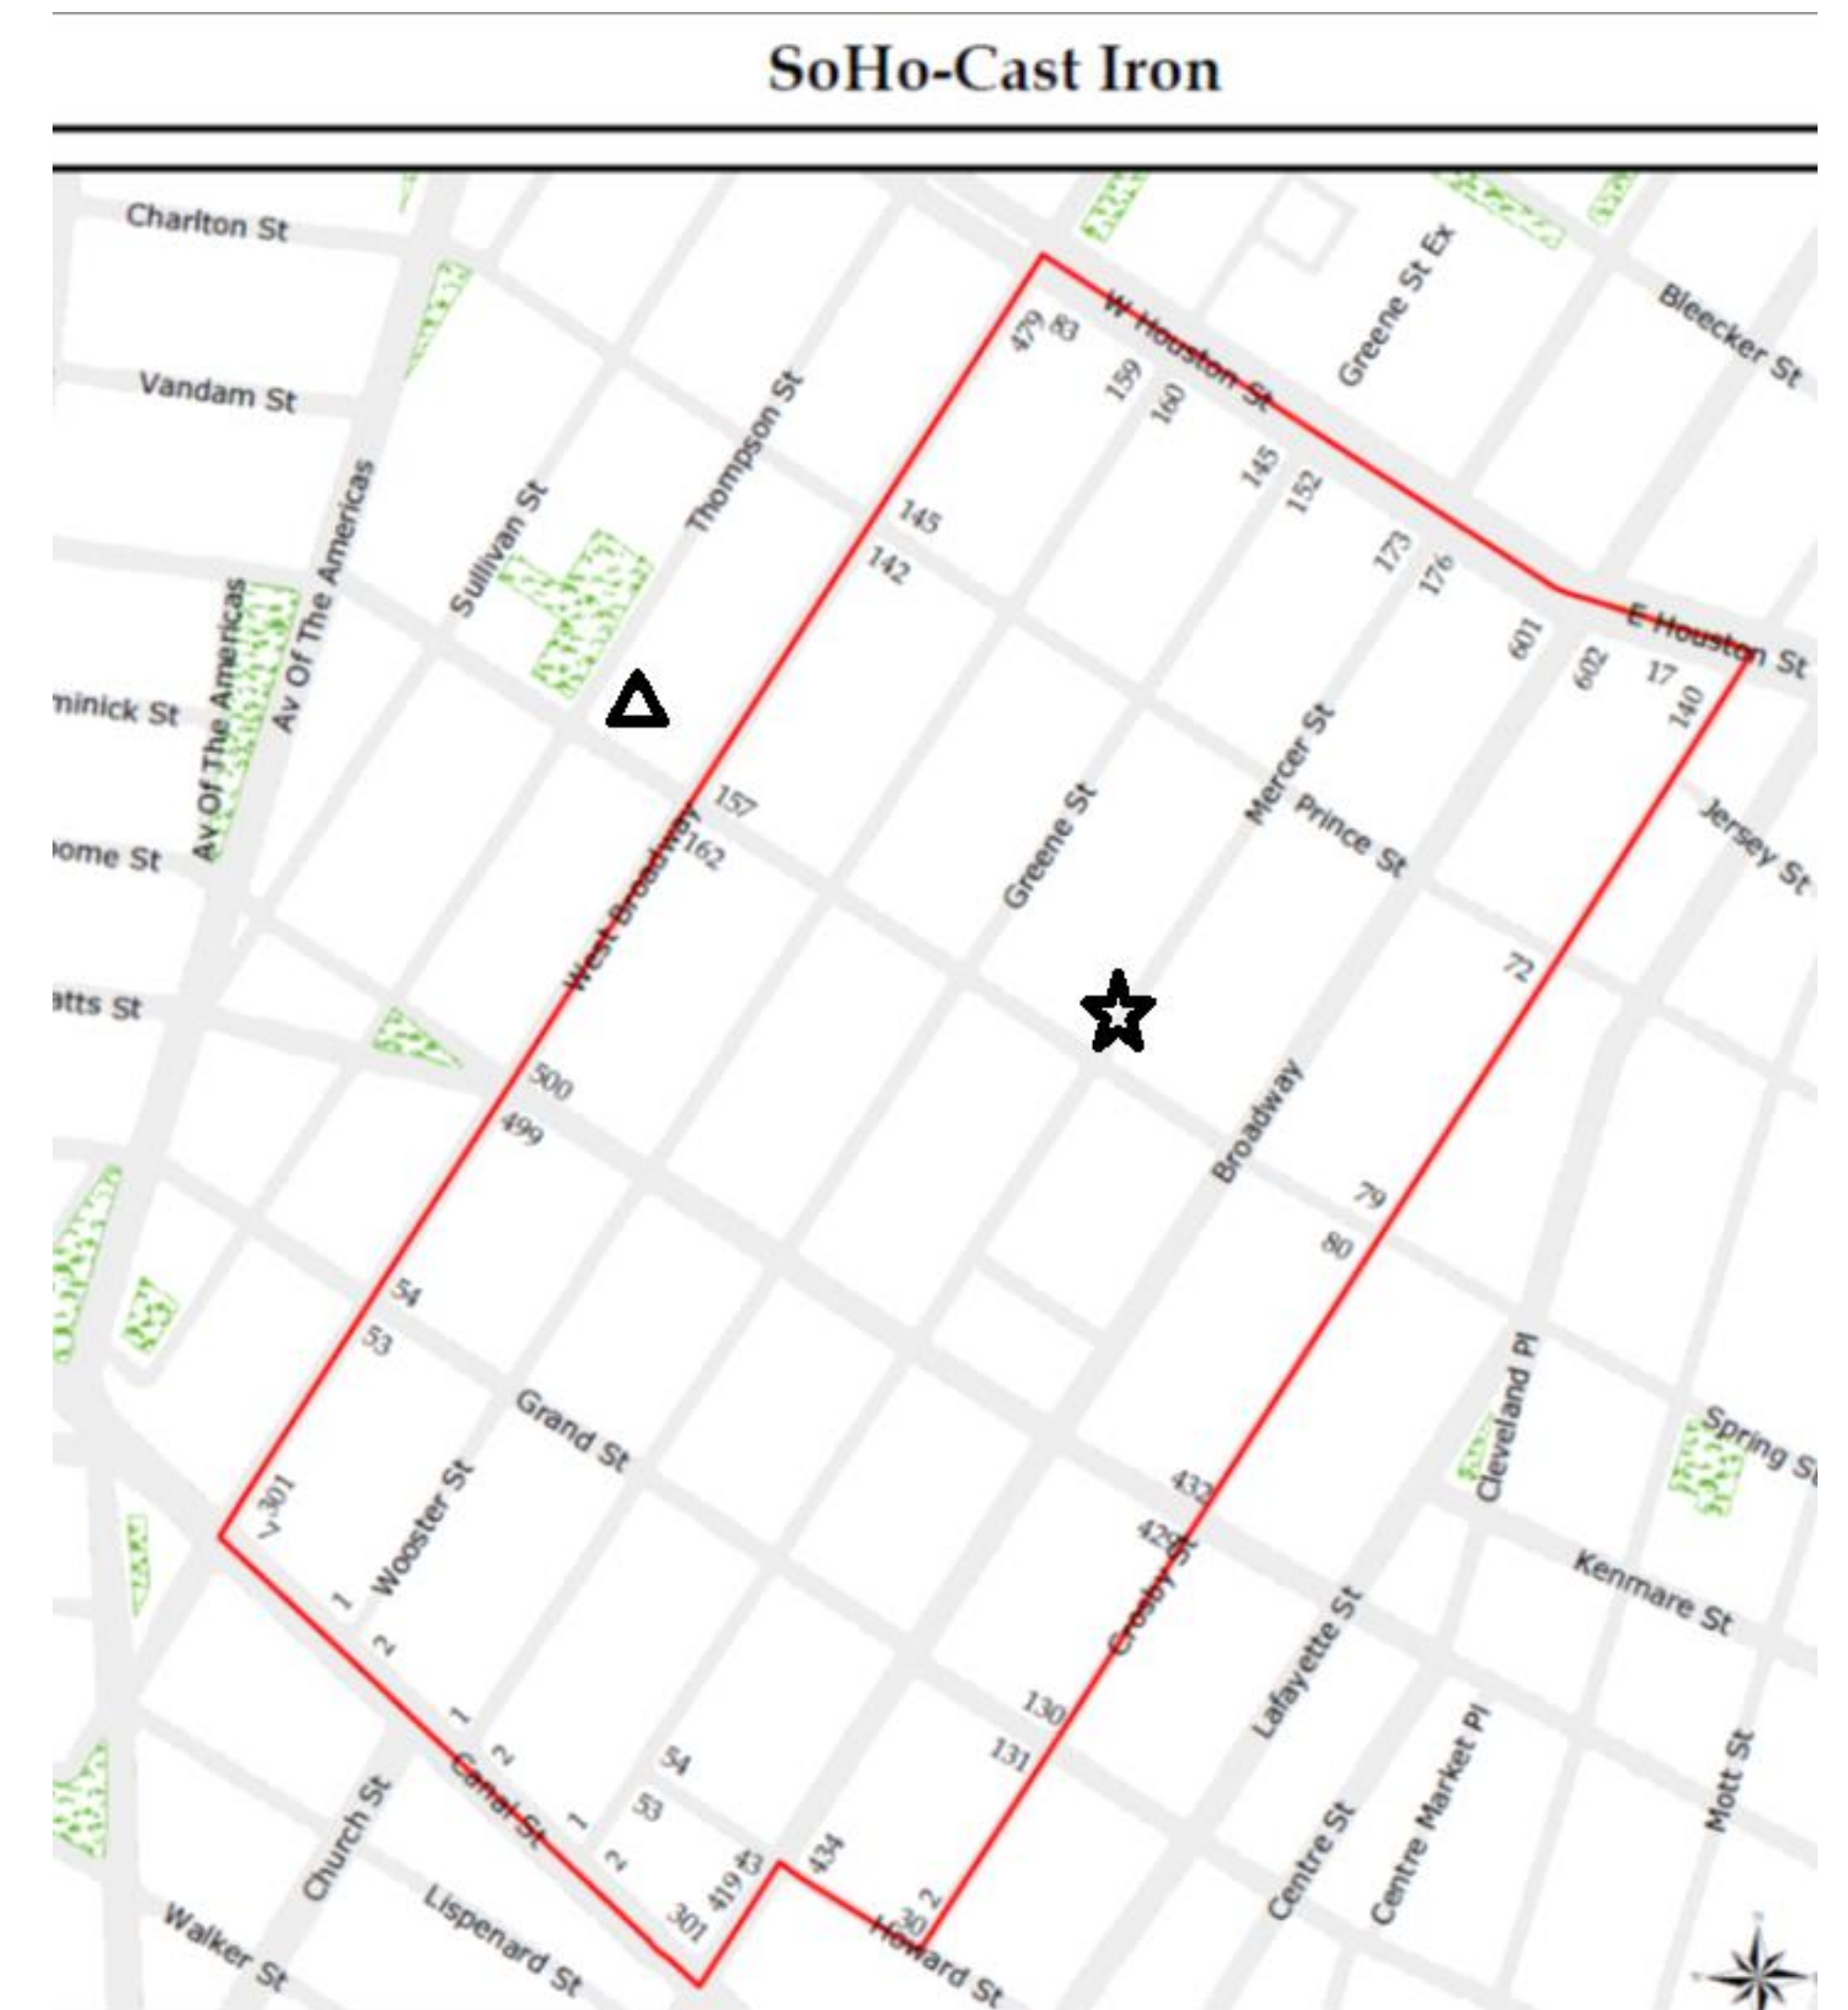 SoHo-Cast Iron
Charlton St
Greene St Ex
Bleecker St
W Houston St
479
83
Vandam St
Thompson St
159
160
Av Of The Americas
Sullivan St
145
152
145
142
173
176
Av Of The Americas
E Houston St
601
602
17
140
minick St
Mercer St
157
162
Greene St
Prince St
Jersey St
ome St
West Broadway
72
atts St
500
499
Broadway
79
80
54
53
Cleveland Pl
Grand St
Spring St
432
429
Crosby St
301
Wooster St
Kenmare St
1
2
Lafayette St
130
131
1
2
54
53
Canal St
Centre Market Pl
Mott St
Church St
1
2
43
419
434
301
2
30
Centre St
Howard St
Lispenard St
Walker St